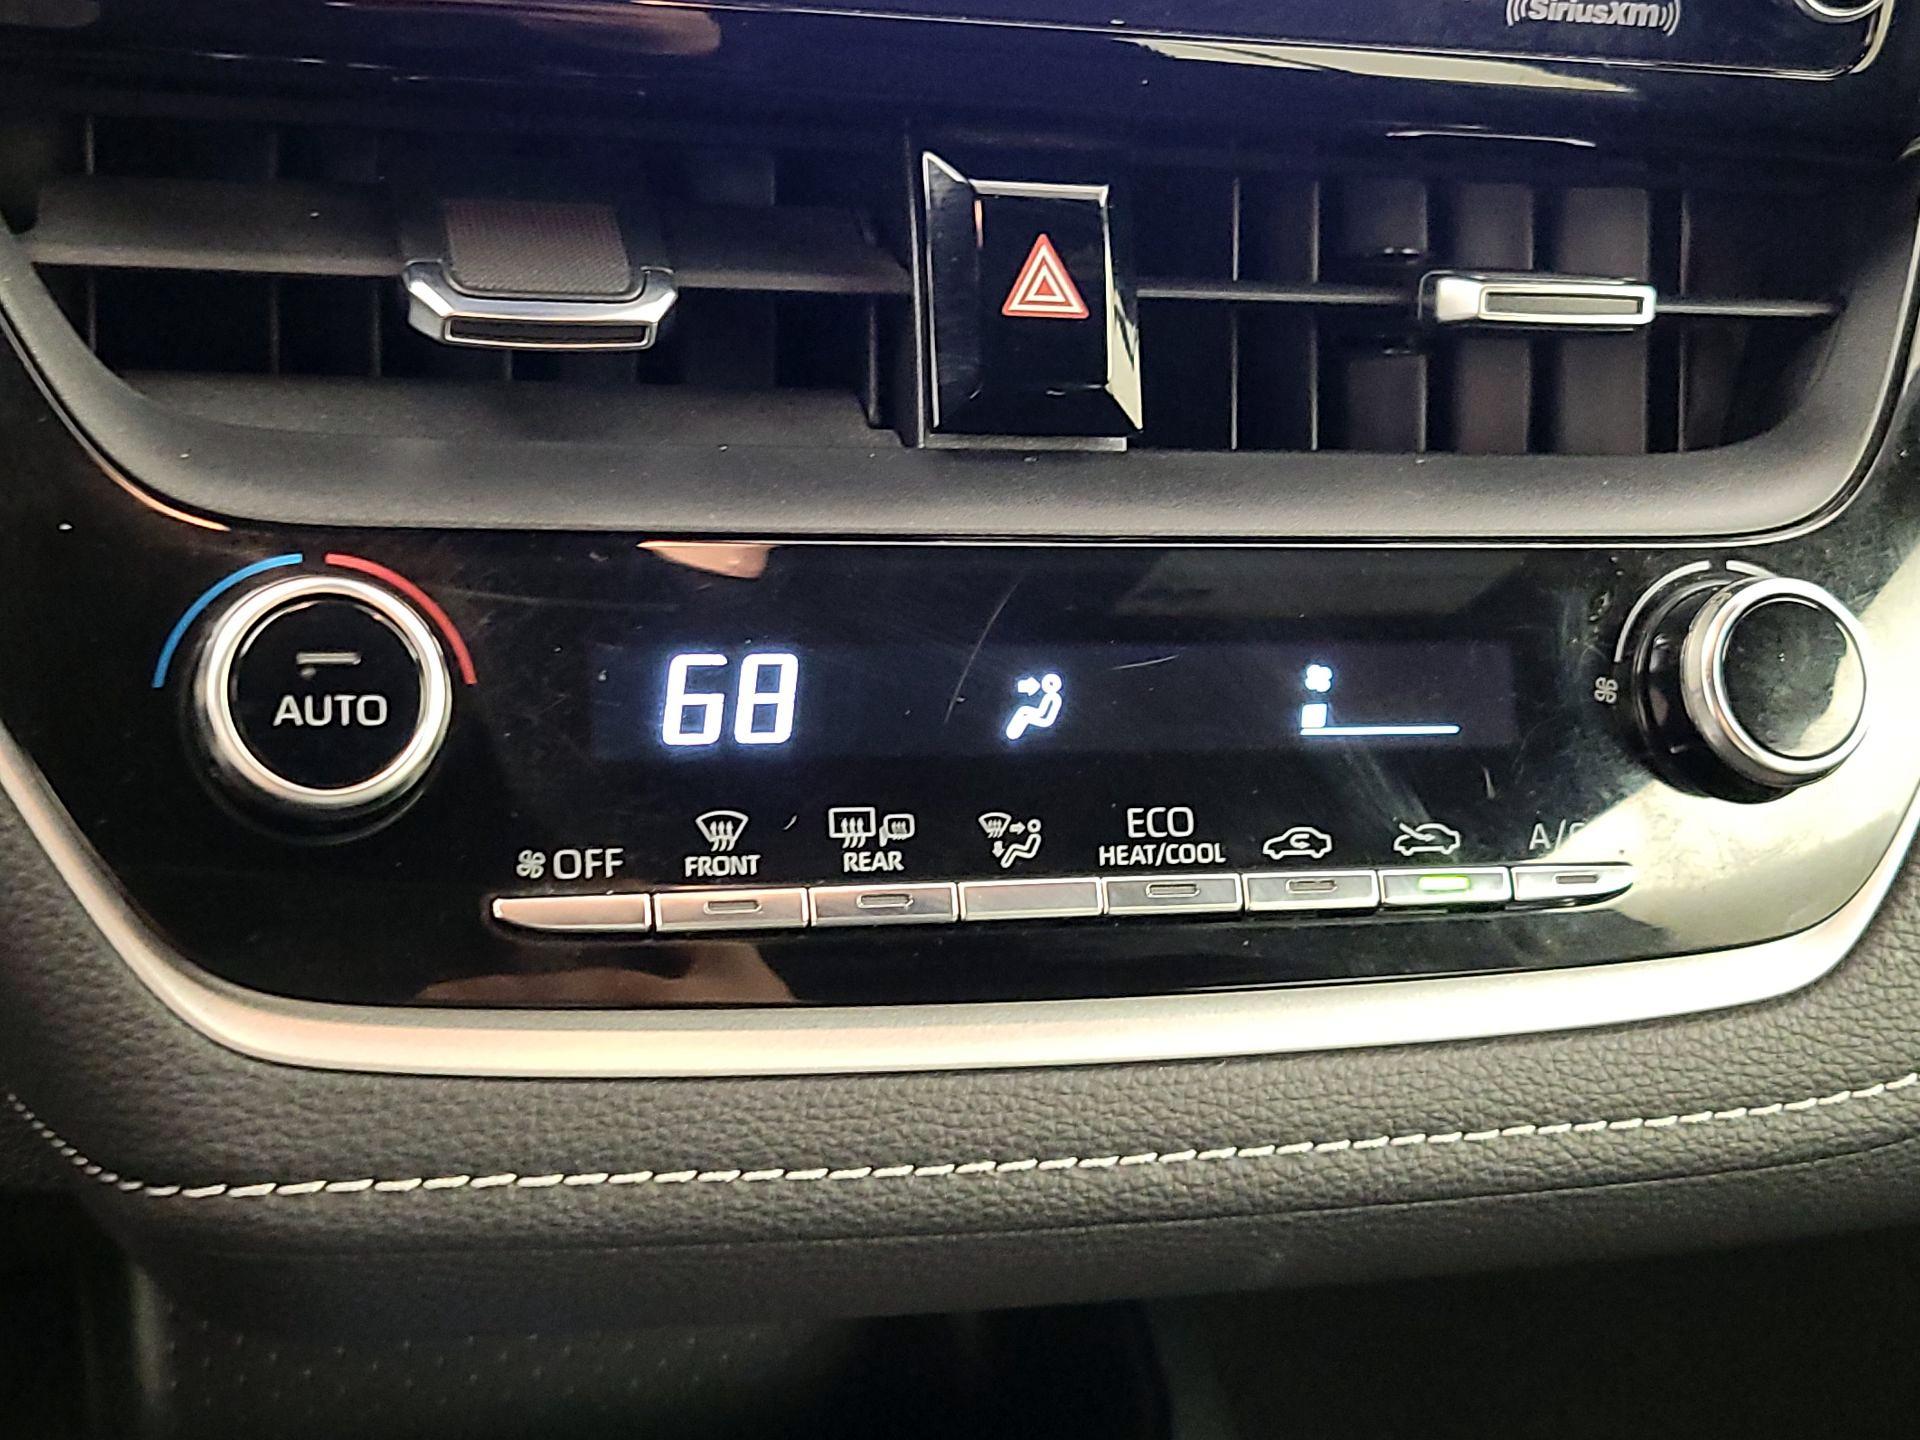 SiriusXm
AUTO
68
OFF
FRONT
REAR
ECO
HEAT/COOL